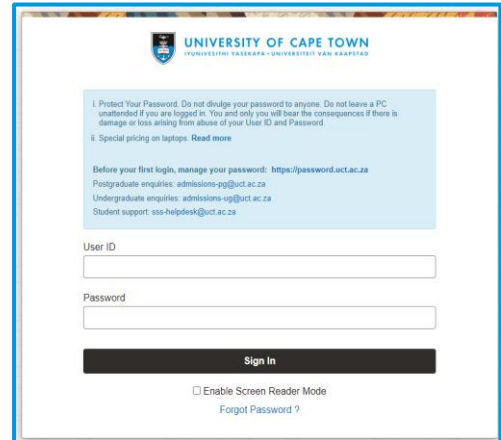 UNIVERSITY OF CAPE TOWN
IYUNIVESITHI YASEKAPA • UNIVERSITEIT VAN KAAPSTAD
i. Protect Your Password. Do not divulge your password to anyone. Do not leave a PC
unattended if you are logged in. You and only you will bear the consequences if there is
damage or loss arising from abuse of your User ID and Password.
ii. Special pricing on laptops. Read more
Before your first login, manage your password: https://password.uct.ac.za
Postgraduate enquiries: admissions-pg@uct.ac.za
Undergraduate enquiries: admissions-ug@uct.ac.za
Student support: sss-helpdesk@uct.ac.za
User ID
Password
Sign In
Enable Screen Reader Mode
Forgot Password ?